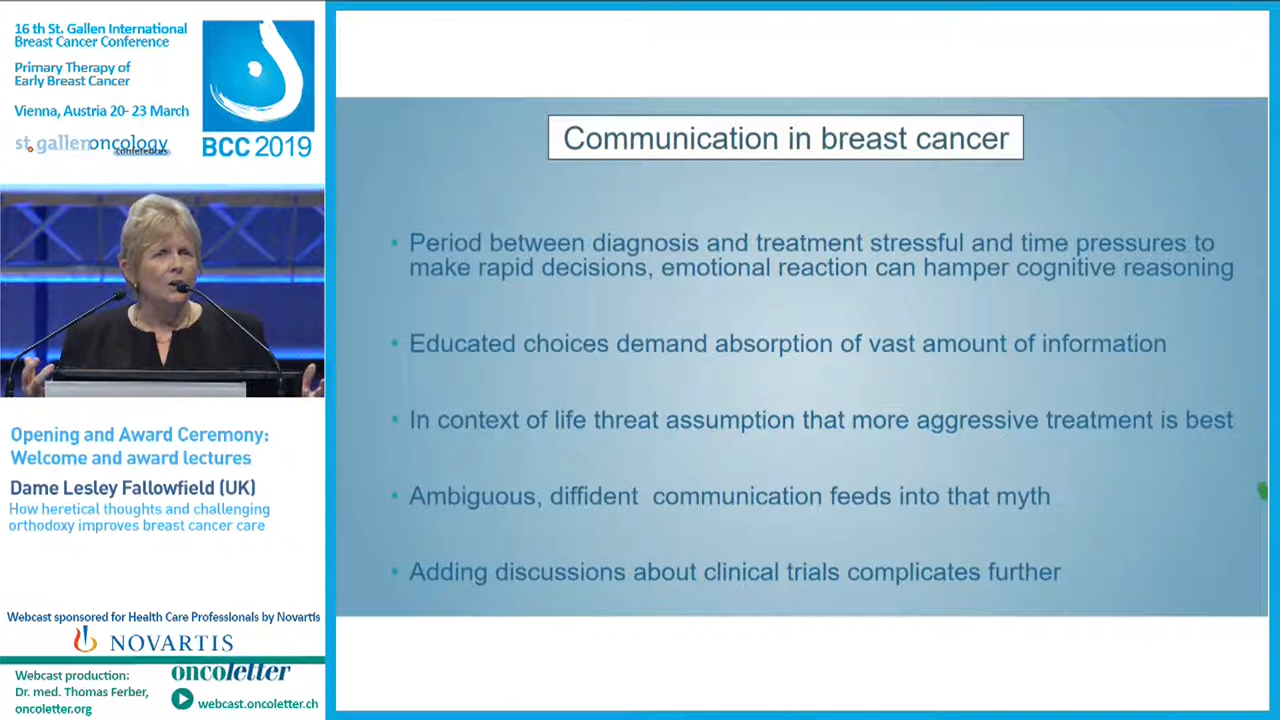 16 th St. Gallen International
Breast Cancer Conference
Primary Therapy of
Early Breast Cancer
Vienna, Austria 20- 23 March
st.gallenoncology
conferences
BCC 2019
Opening and Award Ceremony:
Welcome and award lectures
Dame Lesley Fallowfield (UK)
How heretical thoughts and challenging
orthodoxy improves breast cancer care
Webcast sponsored for Health Care Professionals by Novartis
NOVARTIS
Webcast production:
Dr. med. Thomas Ferber,
oncoletter.org
oncoletter
webcast.oncoletter.ch
Communication in breast cancer
• Period between diagnosis and treatment stressful and time pressures to
make rapid decisions, emotional reaction can hamper cognitive reasoning
• Educated choices demand absorption of vast amount of information
• In context of life threat assumption that more aggressive treatment is best
• Ambiguous, diffident communication feeds into that myth
• Adding discussions about clinical trials complicates further